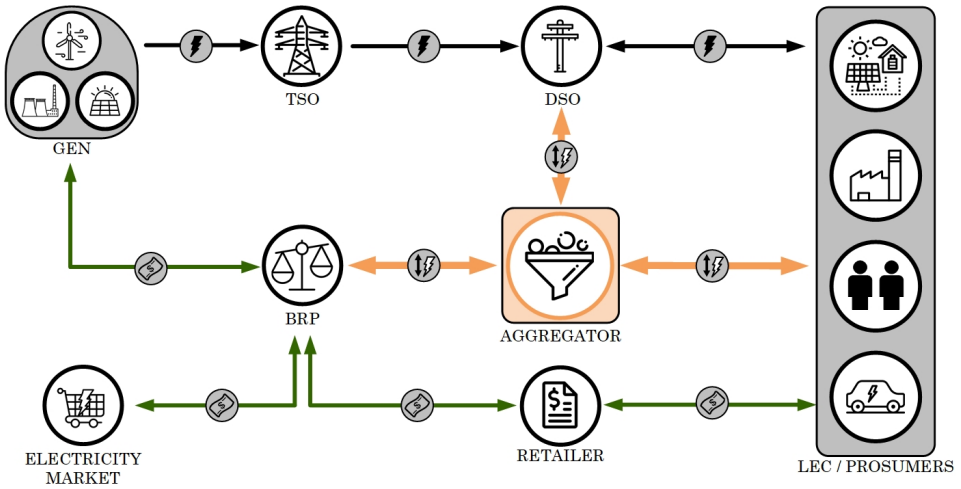 TSO
DSO
GEN
BRP
AGGREGATOR
ELECTRICITY
MARKET
RETAILER
LEC / PROSUMERS